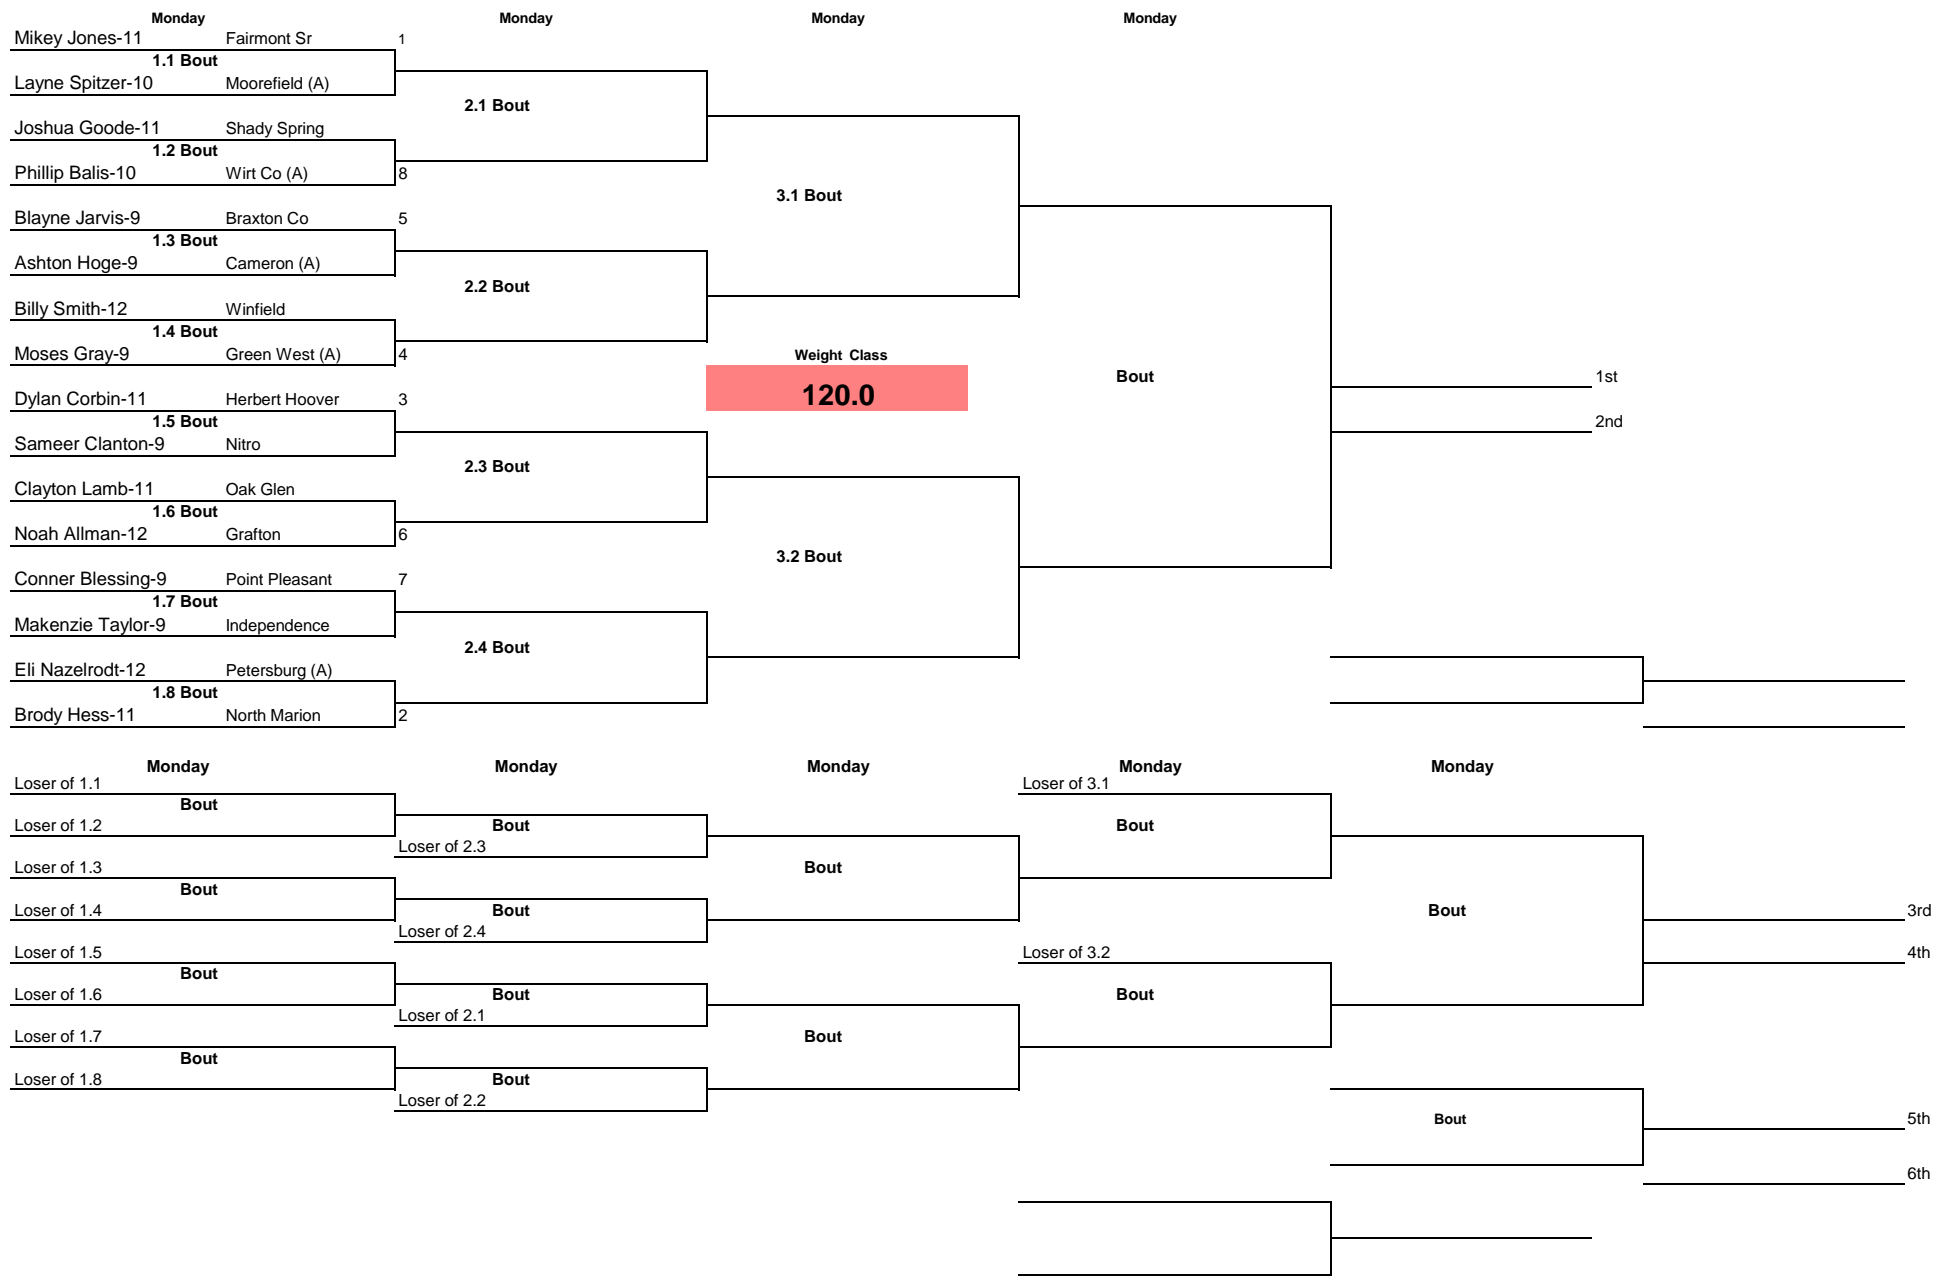 Monday Monday Monday Monday
Mikey Jones-11 Fairmont Sr 1
1.1 Bout
Layne Spitzer-10 Moorefield (A)
2.1 Bout
Joshua Goode-11 Shady Spring
1.2 Bout
Phillip Balis-10 Wirt Co (A) 8
3.1 Bout
Blayne Jarvis-9 Braxton Co 5
1.3 Bout
Ashton Hoge-9 Cameron (A)
2.2 Bout
Billy Smith-12 Winfield
1.4 Bout
Moses Gray-9 Green West (A) 4 Weight Class
Bout 1st
120.0
Dylan Corbin-11 Herbert Hoover 3
1.5 Bout 2nd
Sameer Clanton-9 Nitro
2.3 Bout
Clayton Lamb-11 Oak Glen
1.6 Bout
Noah Allman-12 Grafton 6
3.2 Bout
Conner Blessing-9 Point Pleasant 7
1.7 Bout
Makenzie Taylor-9 Independence
2.4 Bout
Eli Nazelrodt-12 Petersburg (A)
1.8 Bout
Brody Hess-11 North Marion 2
Monday Monday Monday Monday Monday
Loser of 1.1 Loser of 3.1
Bout
Loser of 1.2 Bout Bout
Loser of 2.3
Loser of 1.3 Bout
Bout
Loser of 1.4 Bout Bout 3rd
Loser of 2.4
Loser of 1.5 Loser of 3.2 4th
Bout
Loser of 1.6 Bout Bout
Loser of 2.1
Loser of 1.7 Bout
Bout
Loser of 1.8 Bout
Loser of 2.2
Bout 5th
6th